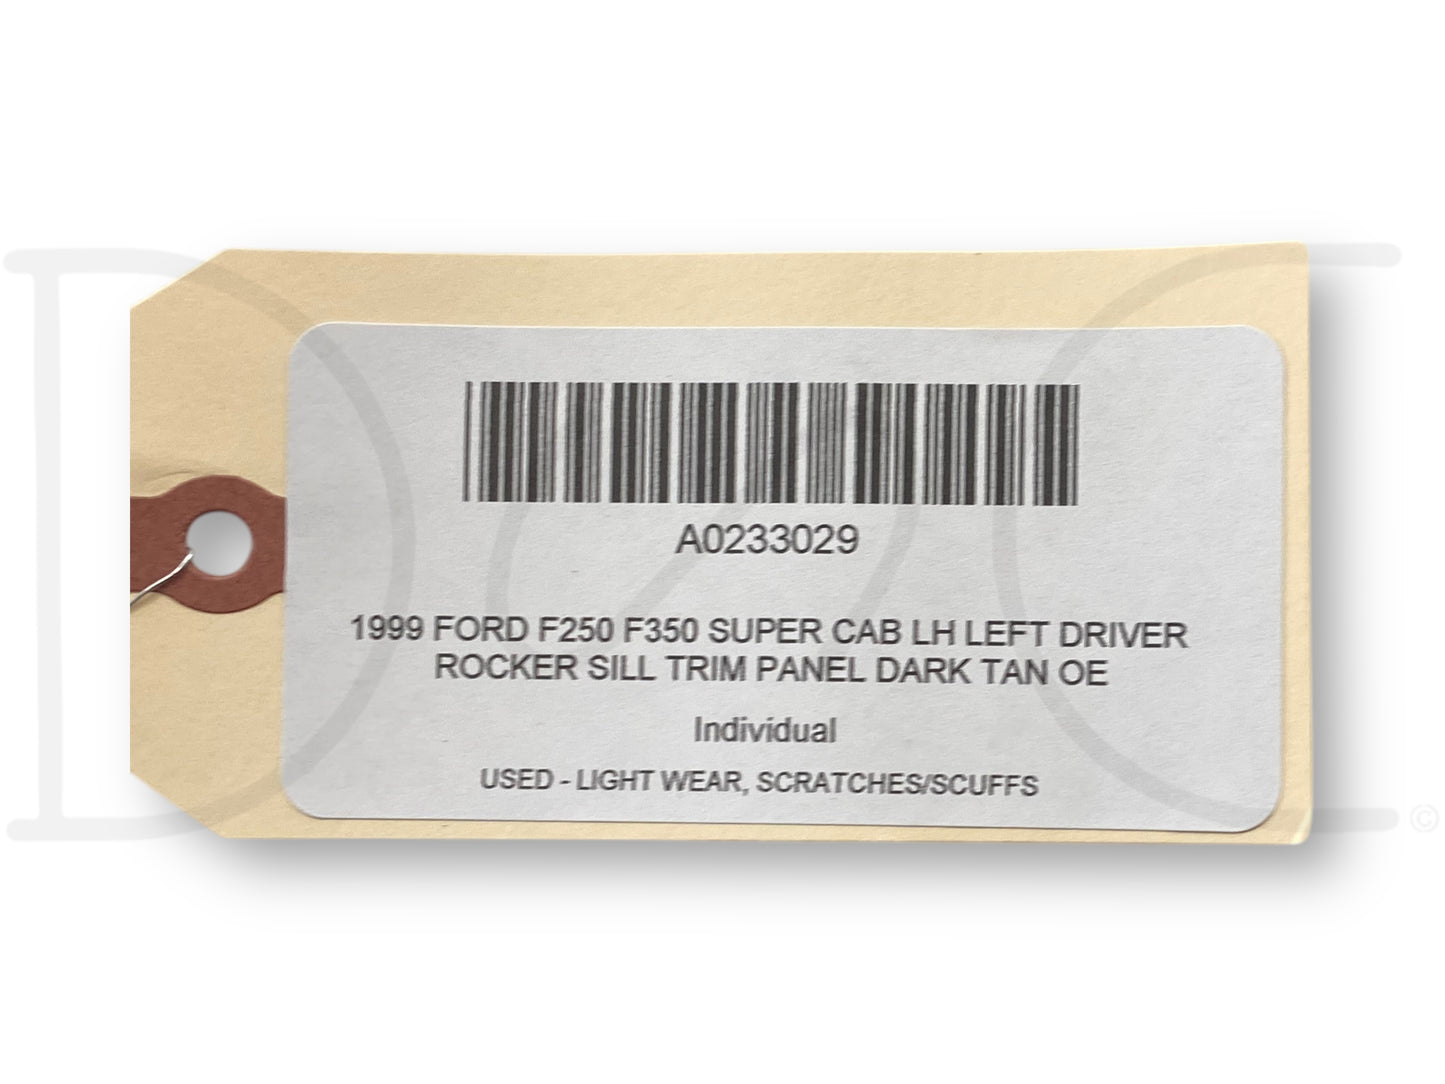 A0233029
1999 FORD F250 F350 SUPER CAB LH LEFT DRIVER
ROCKER SILL TRIM PANEL DARK TAN OE
Individual
USED - LIGHT WEAR, SCRATCHES/SCUFFS
©